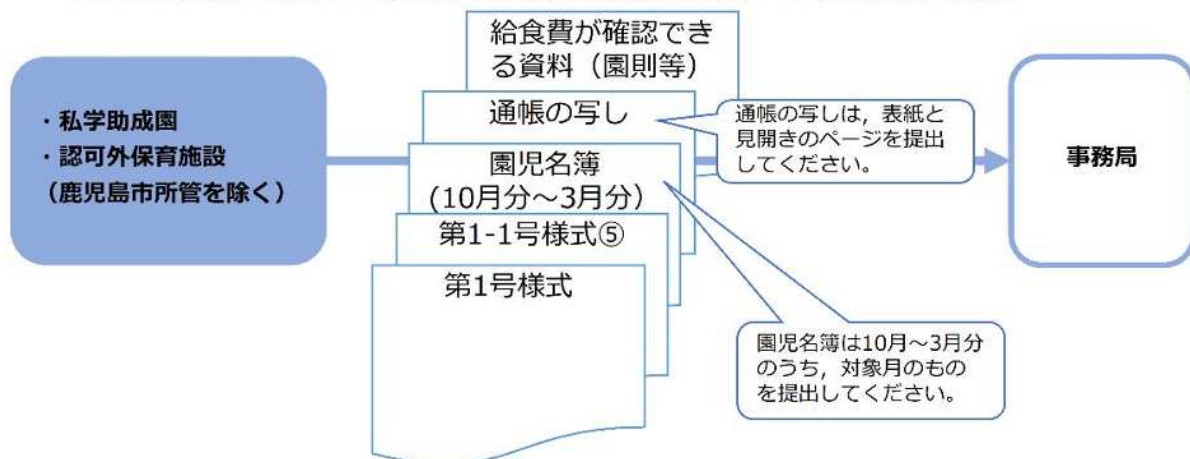 ・私学助成園
・認可外保育施設
（鹿児島市所管を除く）
給食費が確認でき
る資料（園則等）
通帳の写し
園児名簿
(10月分～3月分）
第1-1号様式⑤
第1号様式
通帳の写しは，表紙と
見開きのページを提出
してください。
園児名簿は10月～3月分
のうち，対象月のもの
を提出してください。
事務局